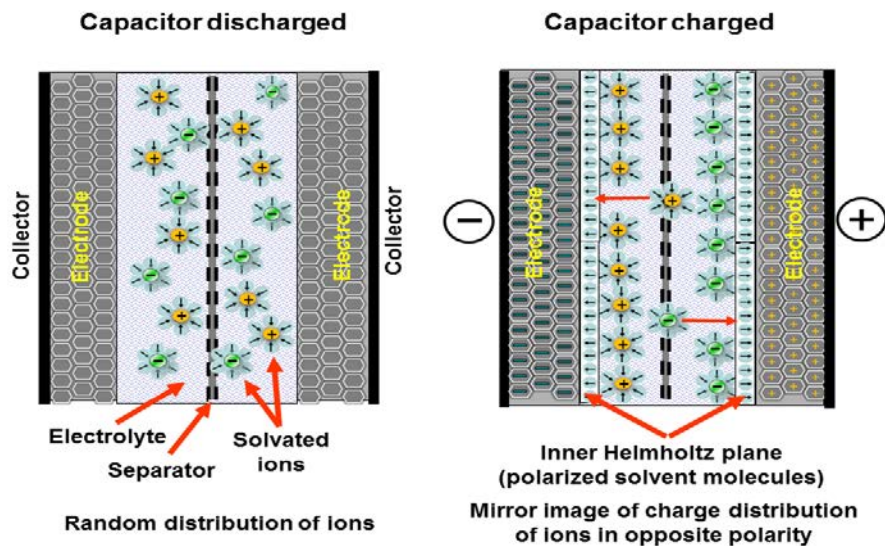 Capacitor discharged
Capacitor charged
Collector
Electrode
Electrode
Collector
−
Electrode
Electrode
+
Electrolyte
Separator
Solvated
ions
Random distribution of ions
Inner Helmholtz plane
(polarized solvent molecules)
Mirror image of charge distribution
of ions in opposite polarity